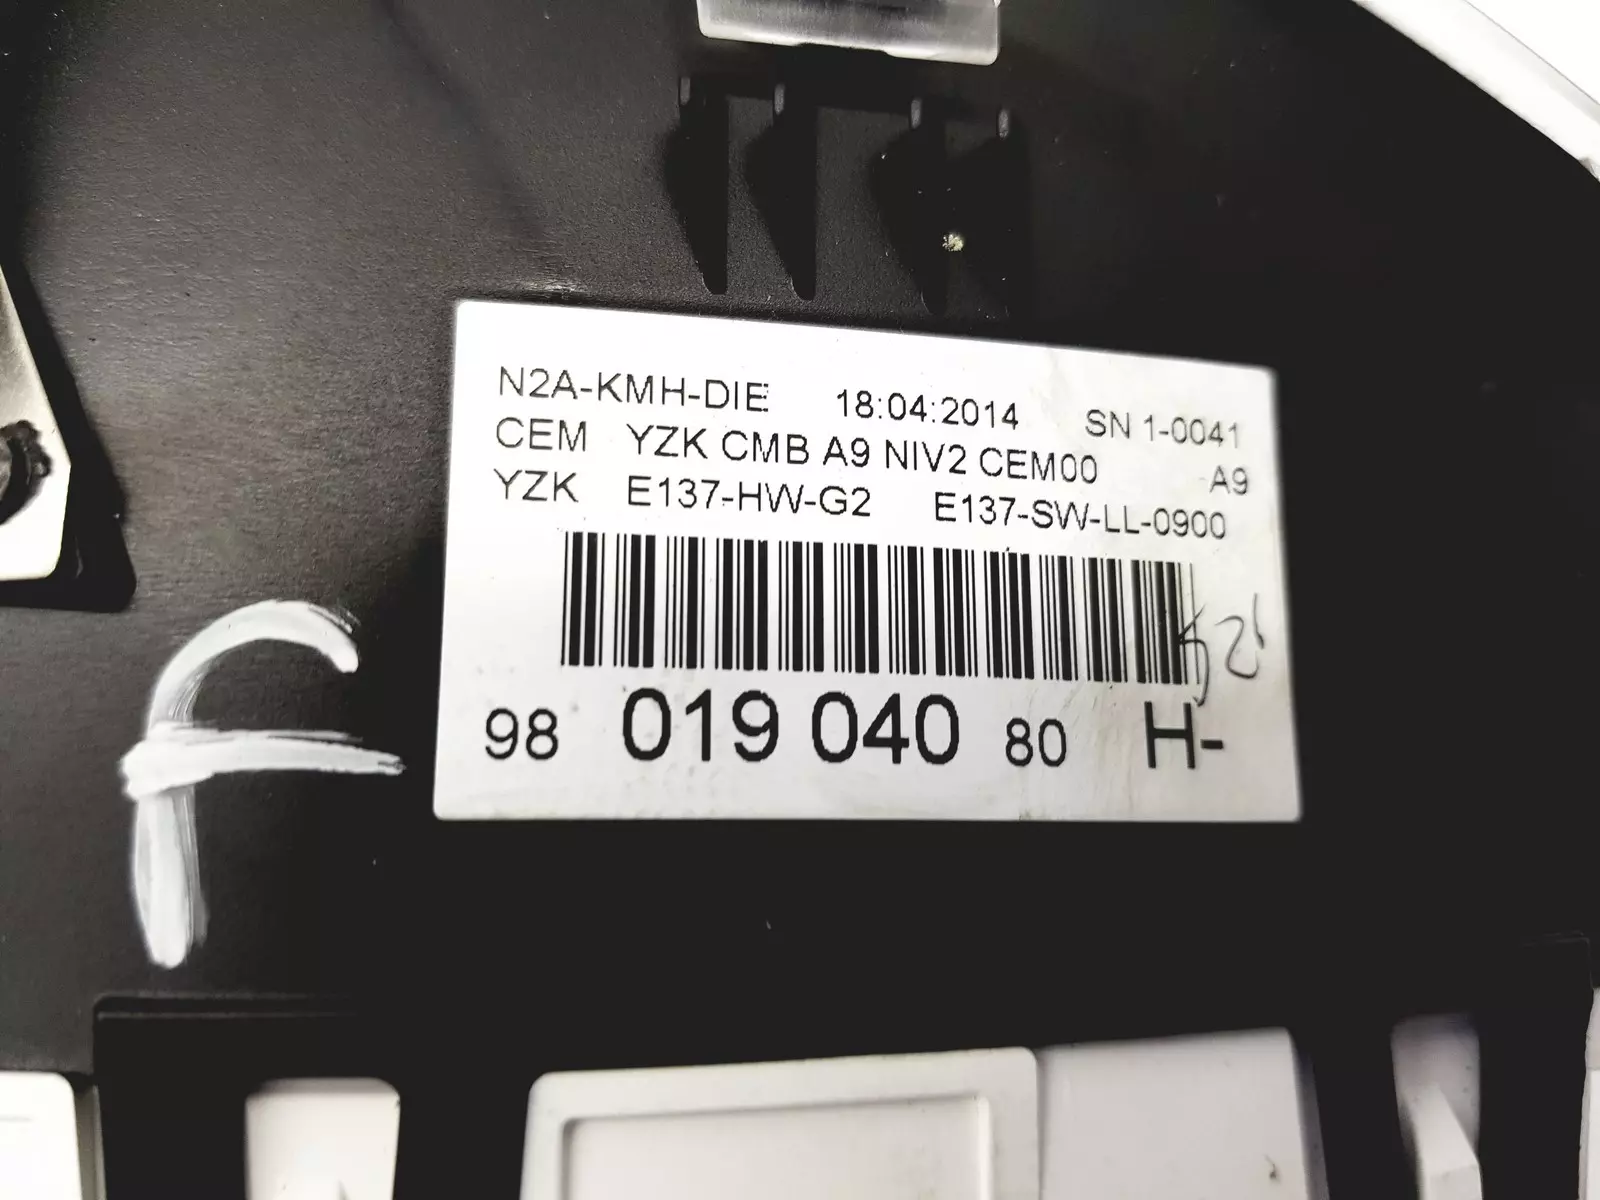 N2A-KMH-DIE 18:04:2014 SN 1-0041
CEM YZK CMB A9 NIV2 CEM00 A9
YZK E137-HW-G2 E137-SW-LL-0900
98 019 040 80 H-
f